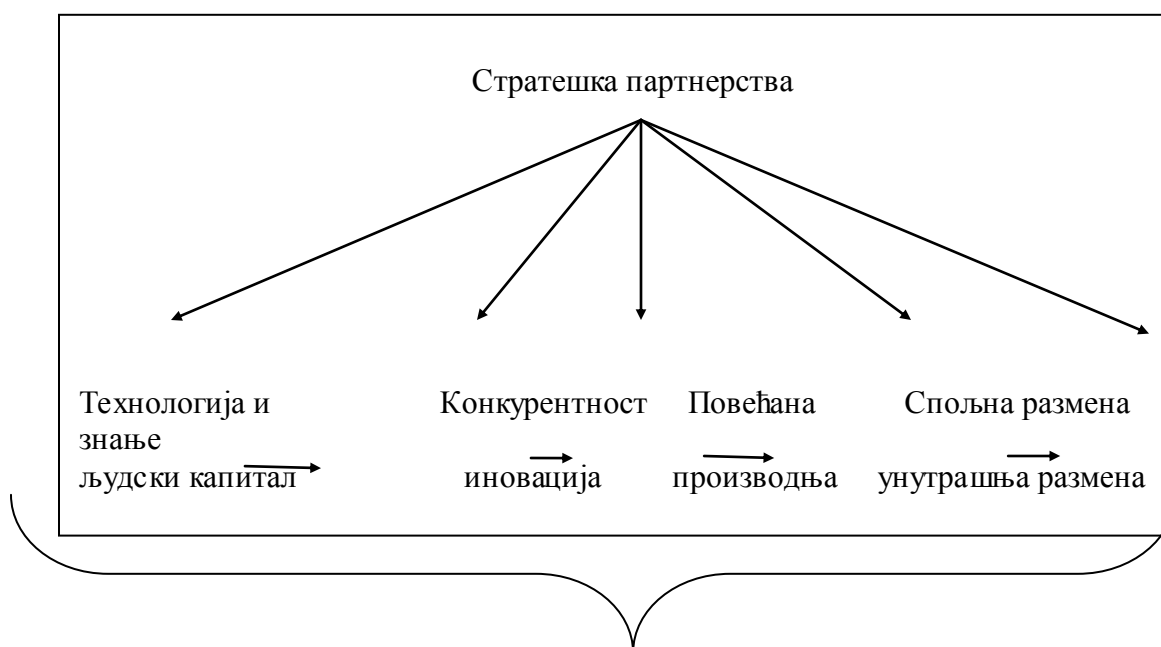 Стратешка партнерства
Технологија и
знање
људски капитал
Конкурентност
иновација
Повећана
производња
Спољна размена
унутрашња размена